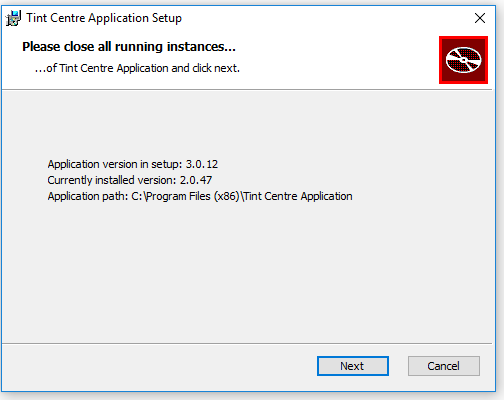 Tint Centre Application Setup
Please close all running instances...
...of Tint Centre Application and click next.
Application version in setup: 3.0.12
Currently installed version: 2.0.47
Application path: C:\Program Files (x86)\Tint Centre Application
Next
Cancel